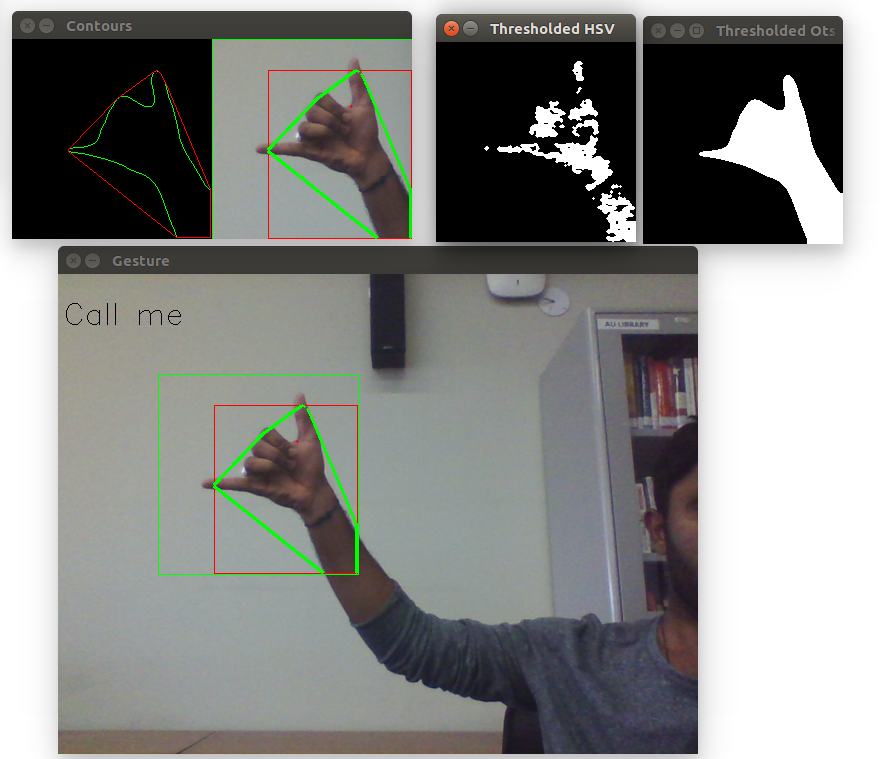 Contours
Thresholded HSV
Thresholded Ots
Gesture
Call me
AU LIBRARY